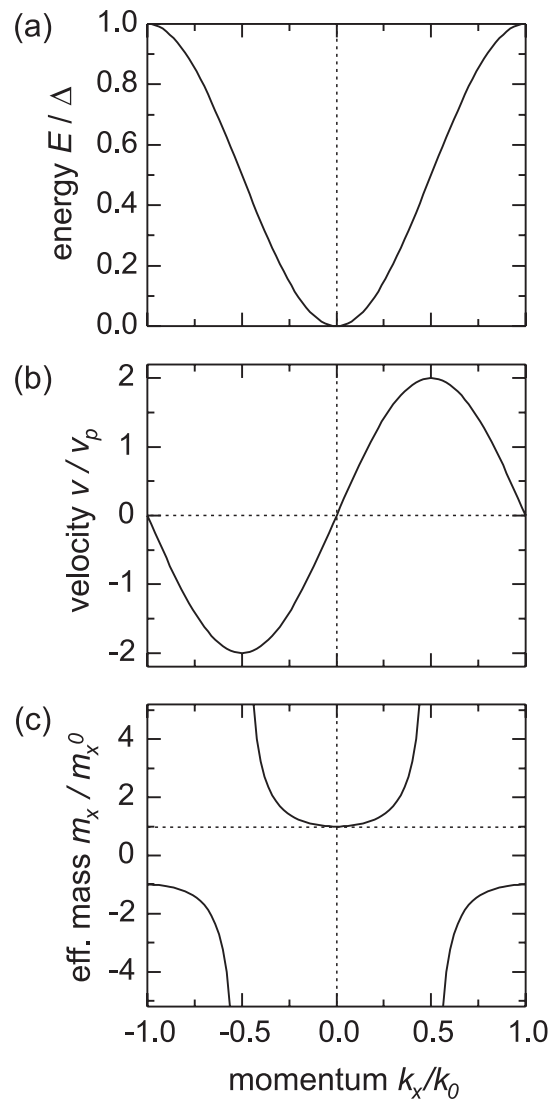 (a)
1.0
0.8
0.6
0.4
0.2
0.0
energy E / Δ
(b)
2
1
0
-1
-2
velocity v / v_p
(c)
4
2
0
-2
-4
eff. mass m_x / m_x^0
-1.0 -0.5 0.0 0.5 1.0
momentum k_x/k_0